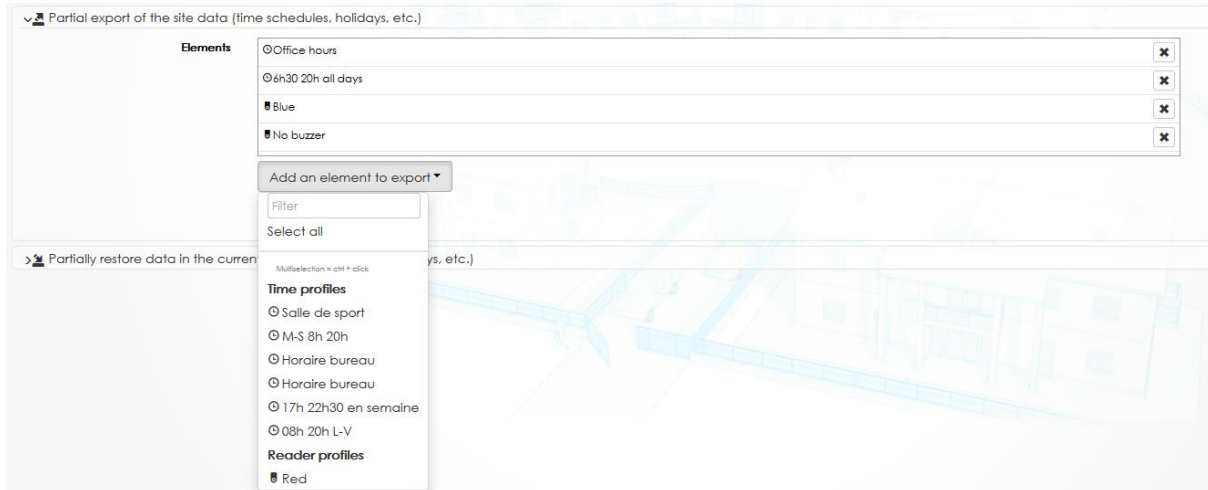 Partial export of the site data (time schedules, holidays, etc.)
Elements
Office hours
6h30 20h all days
Blue
No buzzer
Add an element to export
Filter
Select all
Partially restore data in the curren ys, etc.)
Multiselection = ctrl + click
Time profiles
Salle de sport
M-S 8h 20h
Horaire bureau
Horaire bureau
17h 22h30 en semaine
08h 20h L-V
Reader profiles
Red